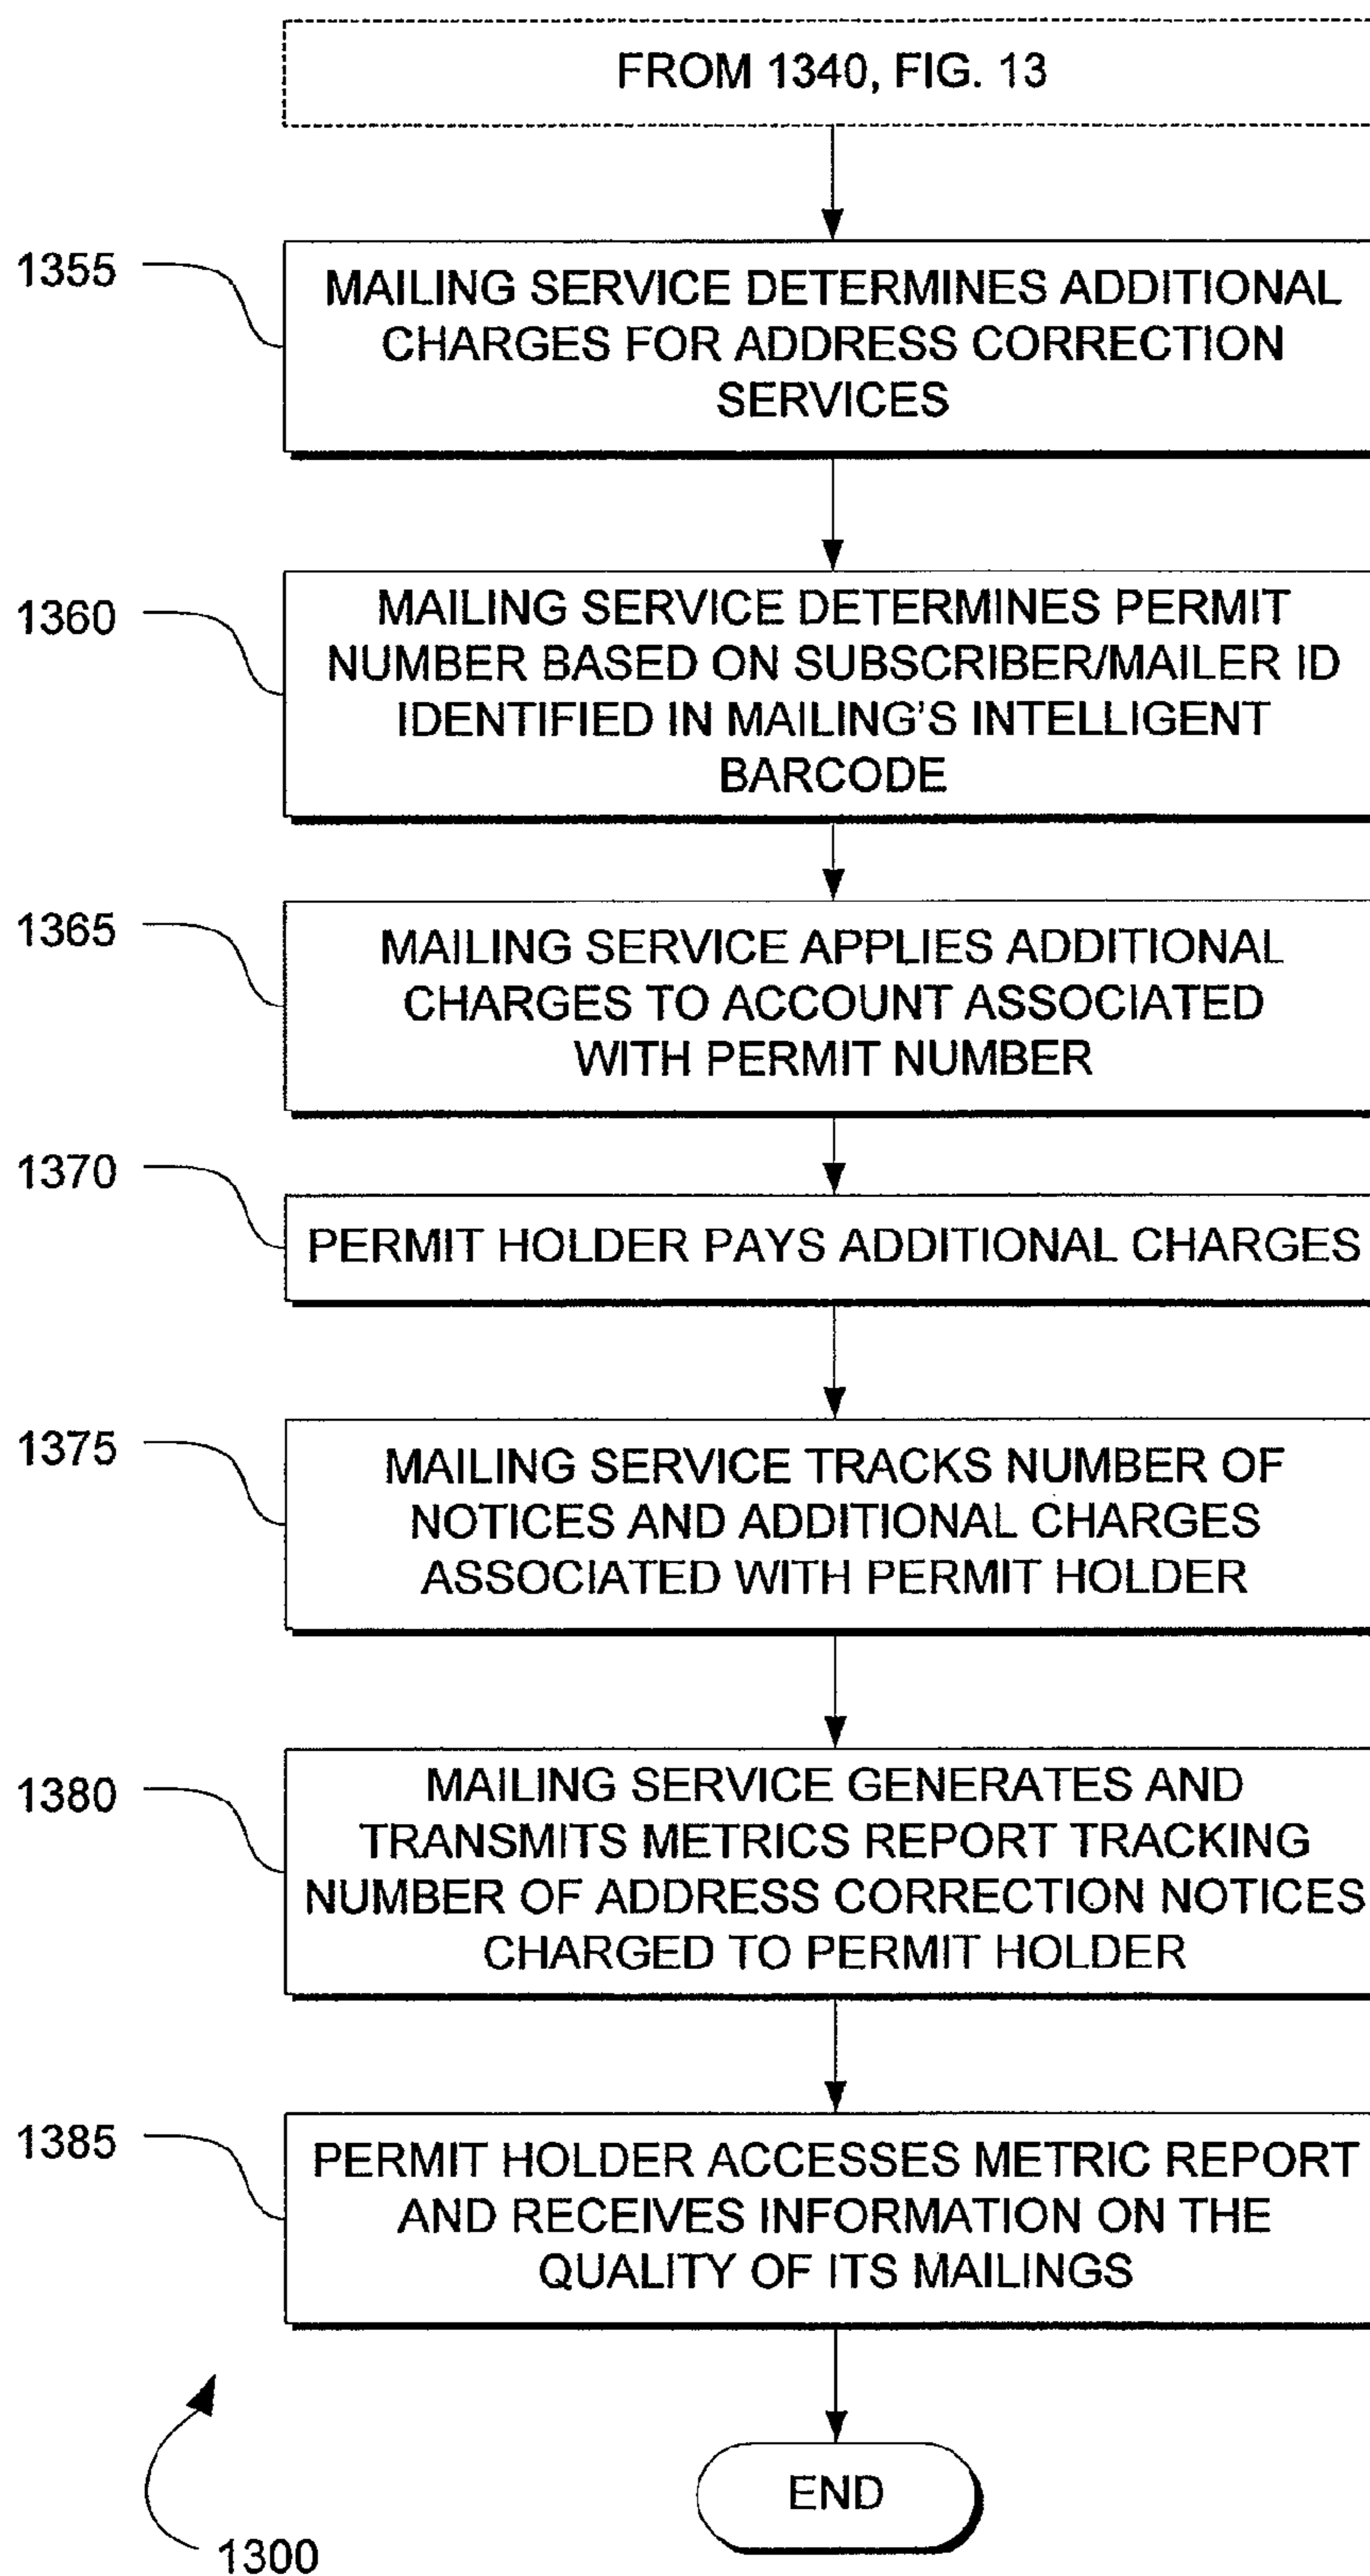 FROM 1340, FIG. 13
1355
MAILING SERVICE DETERMINES ADDITIONAL
CHARGES FOR ADDRESS CORRECTION
SERVICES
1360
MAILING SERVICE DETERMINES PERMIT
NUMBER BASED ON SUBSCRIBER/MAILER ID
IDENTIFIED IN MAILING'S INTELLIGENT
BARCODE
1365
MAILING SERVICE APPLIES ADDITIONAL
CHARGES TO ACCOUNT ASSOCIATED
WITH PERMIT NUMBER
1370
PERMIT HOLDER PAYS ADDITIONAL CHARGES
1375
MAILING SERVICE TRACKS NUMBER OF
NOTICES AND ADDITIONAL CHARGES
ASSOCIATED WITH PERMIT HOLDER
1380
MAILING SERVICE GENERATES AND
TRANSMITS METRICS REPORT TRACKING
NUMBER OF ADDRESS CORRECTION NOTICES
CHARGED TO PERMIT HOLDER
1385
PERMIT HOLDER ACCESSES METRIC REPORT
AND RECEIVES INFORMATION ON THE
QUALITY OF ITS MAILINGS
END
1300